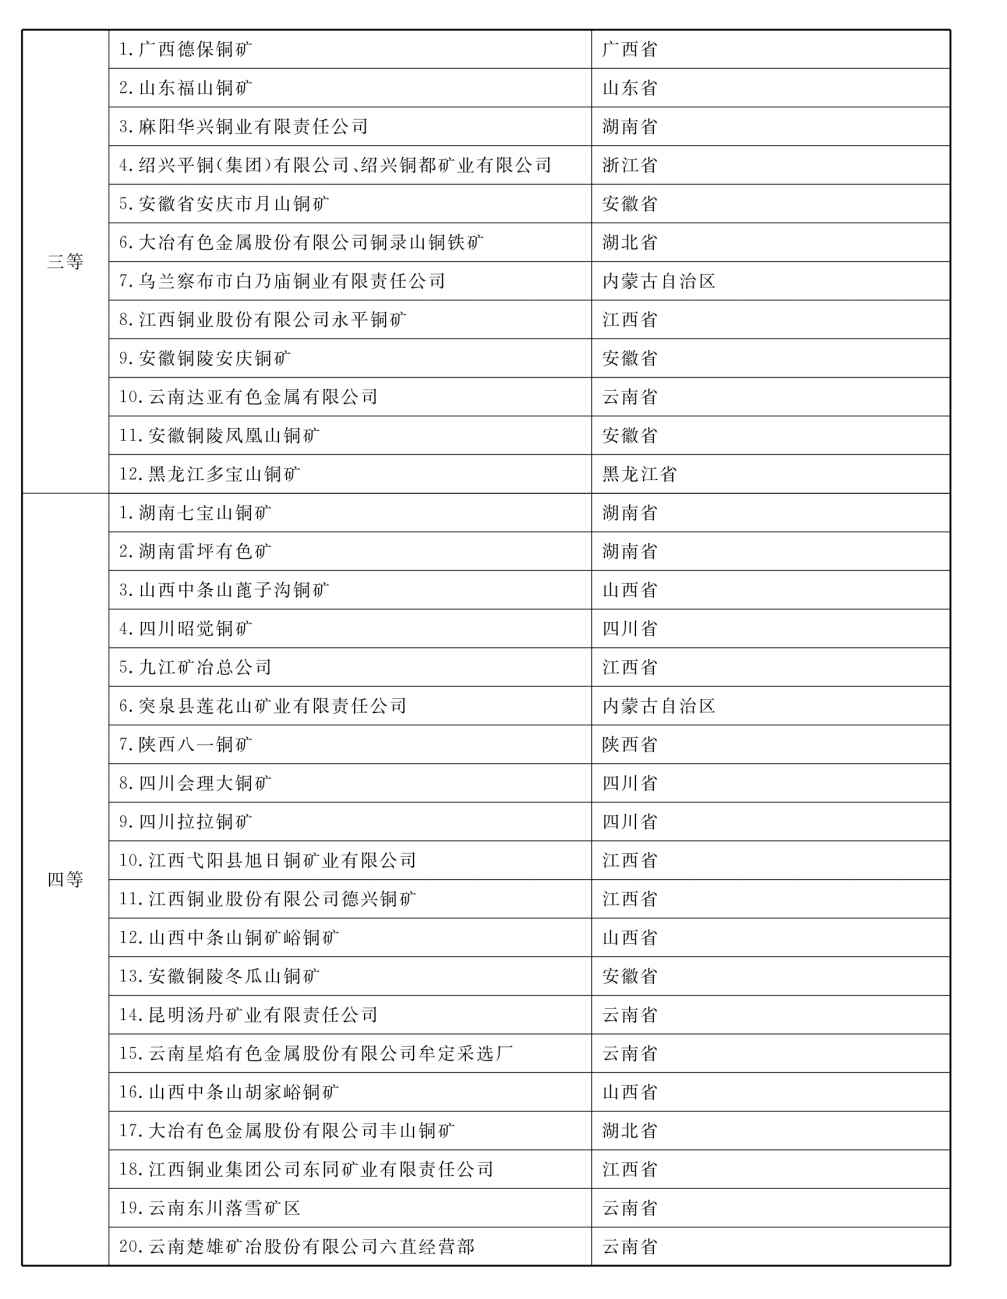 三等
1.广西德保铜矿 广西省
2.山东福山铜矿 山东省
3.麻阳华兴铜业有限责任公司 湖南省
4.绍兴平铜(集团)有限公司、绍兴铜都矿业有限公司 浙江省
5.安徽省安庆市月山铜矿 安徽省
6.大冶有色金属股份有限公司铜录山铜铁矿 湖北省
7.乌兰察布市白乃庙铜业有限责任公司 内蒙古自治区
8.江西铜业股份有限公司永平铜矿 江西省
9.安徽铜陵安庆铜矿 安徽省
10.云南达亚有色金属有限公司 云南省
11.安徽铜陵凤凰山铜矿 安徽省
12.黑龙江多宝山铜矿 黑龙江省
四等
1.湖南七宝山铜矿 湖南省
2.湖南雷坪有色矿 湖南省
3.山西中条山蓖子沟铜矿 山西省
4.四川昭觉铜矿 四川省
5.九江矿冶总公司 江西省
6.突泉县莲花山矿业有限责任公司 内蒙古自治区
7.陕西八一铜矿 陕西省
8.四川会理大铜矿 四川省
9.四川拉拉铜矿 四川省
10.江西弋阳县旭日铜矿业有限公司 江西省
11.江西铜业股份有限公司德兴铜矿 江西省
12.山西中条山铜矿峪铜矿 山西省
13.安徽铜陵冬瓜山铜矿 安徽省
14.昆明汤丹矿业有限责任公司 云南省
15.云南星焰有色金属股份有限公司牟定采选厂 云南省
16.山西中条山胡家峪铜矿 山西省
17.大冶有色金属股份有限公司丰山铜矿 湖北省
18.江西铜业集团公司东同矿业有限责任公司 江西省
19.云南东川落雪矿区 云南省
20.云南楚雄矿冶股份有限公司六苴经营部 云南省